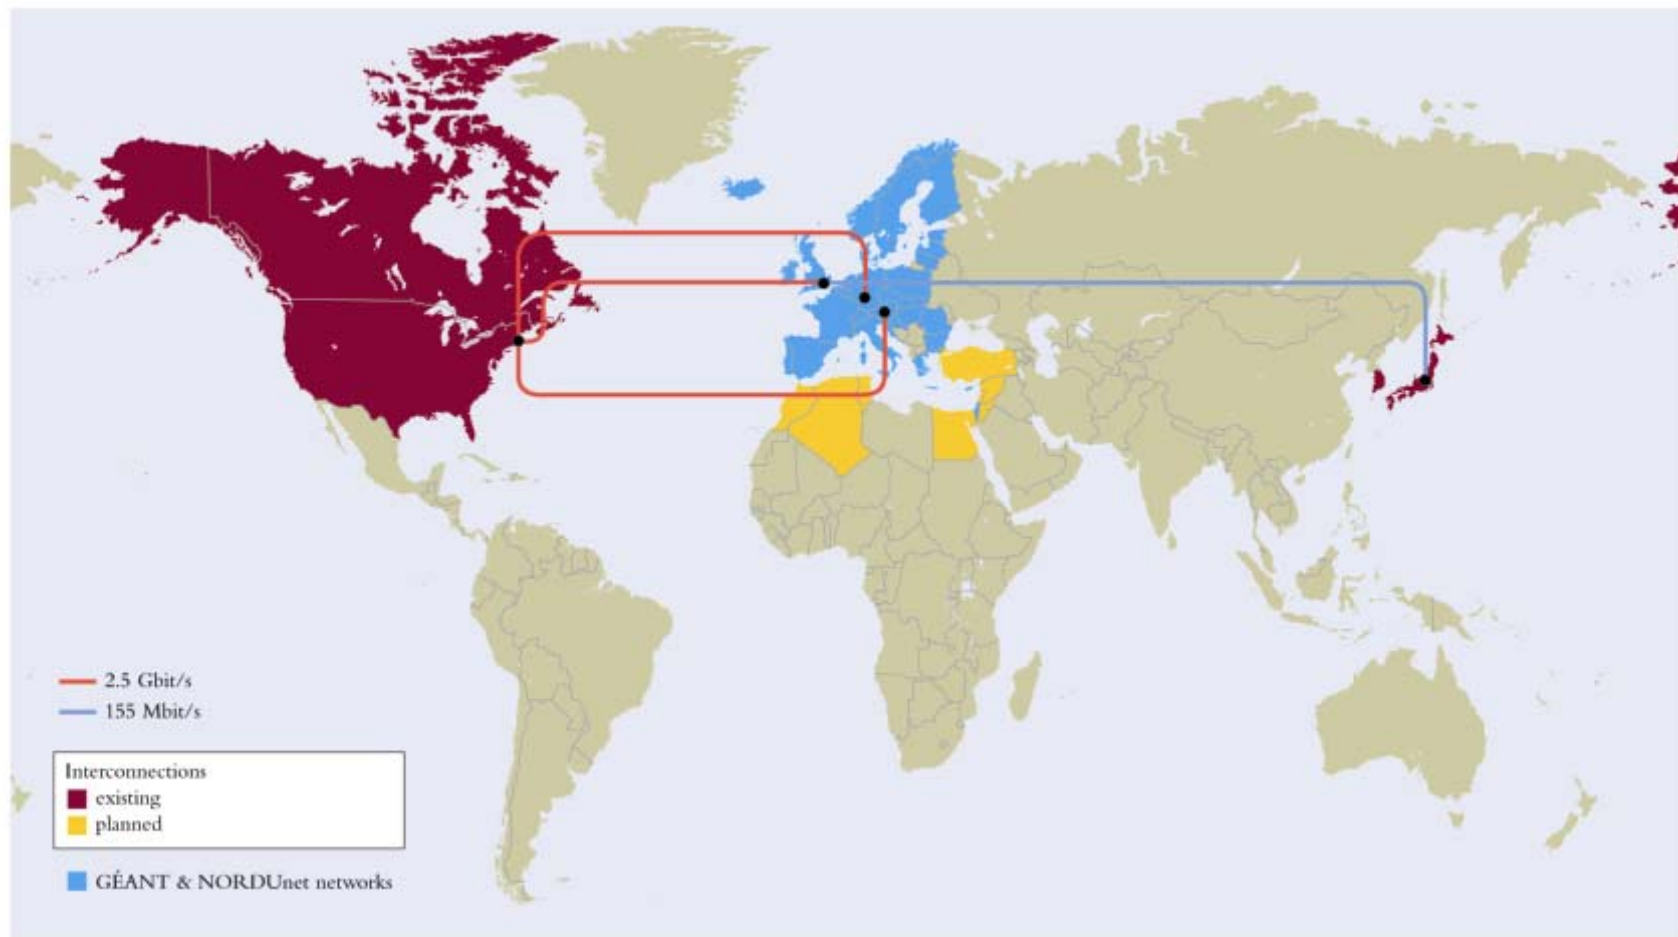 2.5 Gbit/s
155 Mbit/s
Interconnections
existing
planned
GÉANT & NORDUnet networks